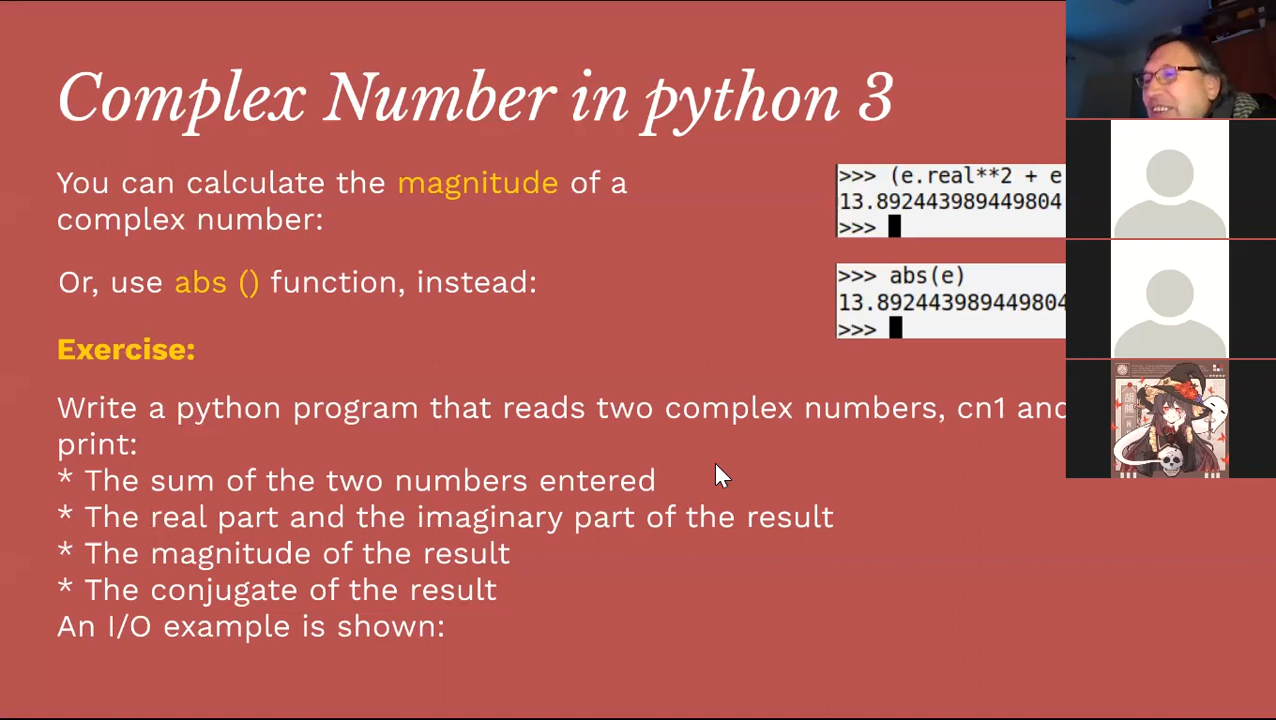 Complex Number in python 3
You can calculate the magnitude of a
complex number:
>>> (e.real**2 + e
13.892443989449804
>>>
Or, use abs () function, instead:
>>> abs(e)
13.892443989449804
>>>
Exercise:
Write a python program that reads two complex numbers, cn1 and
print:
* The sum of the two numbers entered
* The real part and the imaginary part of the result
* The magnitude of the result
* The conjugate of the result
An I/O example is shown: